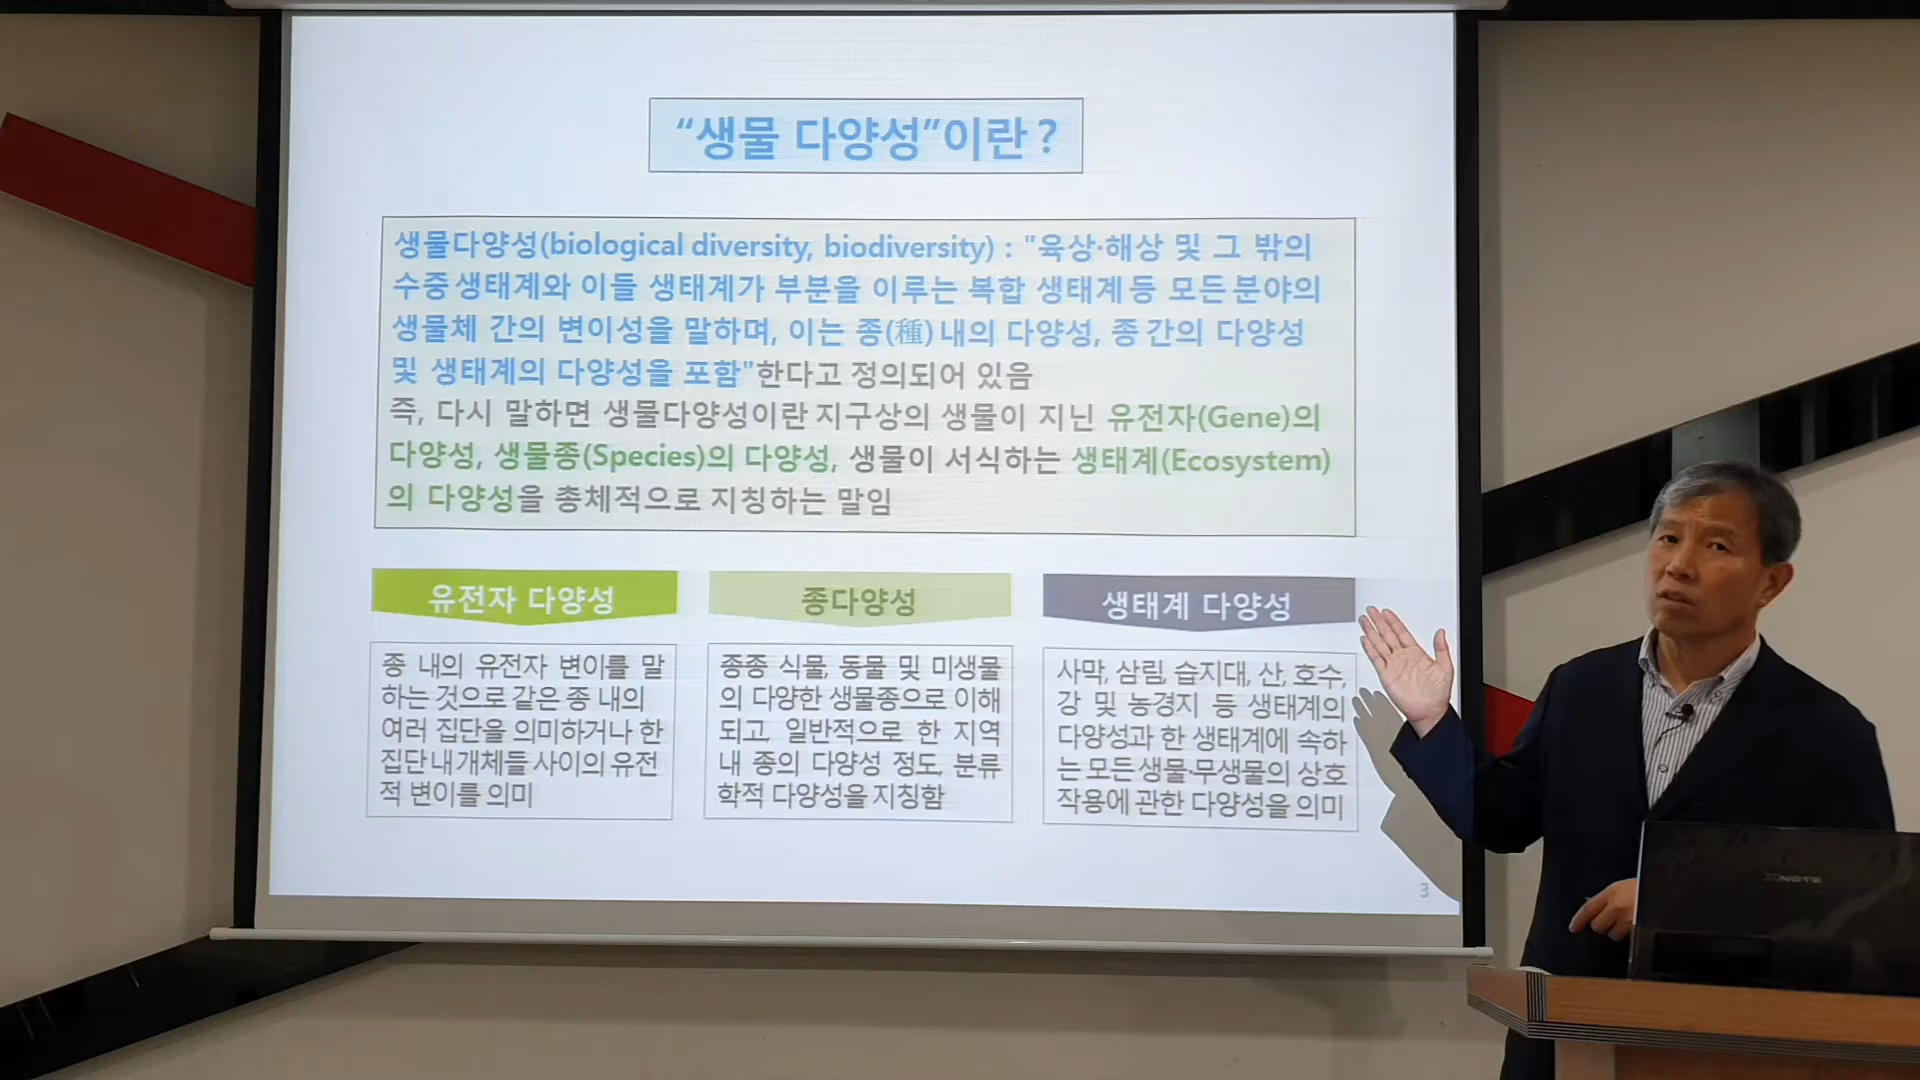 “생물 다양성”이란?
생물다양성(biological diversity, biodiversity) : "육상·해상 및 그 밖의
수중생태계와 이들 생태계가 부분을 이루는 복합 생태계등 모든분야의
생물체 간의 변이성을 말하며, 이는 종(種)내의 다양성, 종간의 다양성
및 생태계의 다양성을 포함"한다고 정의되어 있음
즉, 다시 말하면 생물다양성이란 지구상의 생물이 지닌 유전자(Gene)의
다양성, 생물종(Species)의 다양성, 생물이 서식하는 생태계(Ecosystem)
의 다양성을 총체적으로 지칭하는 말임
유전자 다양성
종 내의 유전자 변이를 말
하는 것으로 같은 종 내의
여러 집단을 의미하거나 한
집단내개체들 사이의 유전
적 변이를 의미
종다양성
종종 식물, 동물 및 미생물
의 다양한 생물종으로 이해
되고, 일반적으로 한 지역
내 종의 다양성 정도, 분류
학적 다양성을 지칭함
생태계 다양성
사막, 삼림, 습지대, 산, 호수,
강 및 농경지 등 생태계의
다양성과 한 생태계에 속하
는 모든생물·무생물의 상호
작용에 관한 다양성을 의미
3